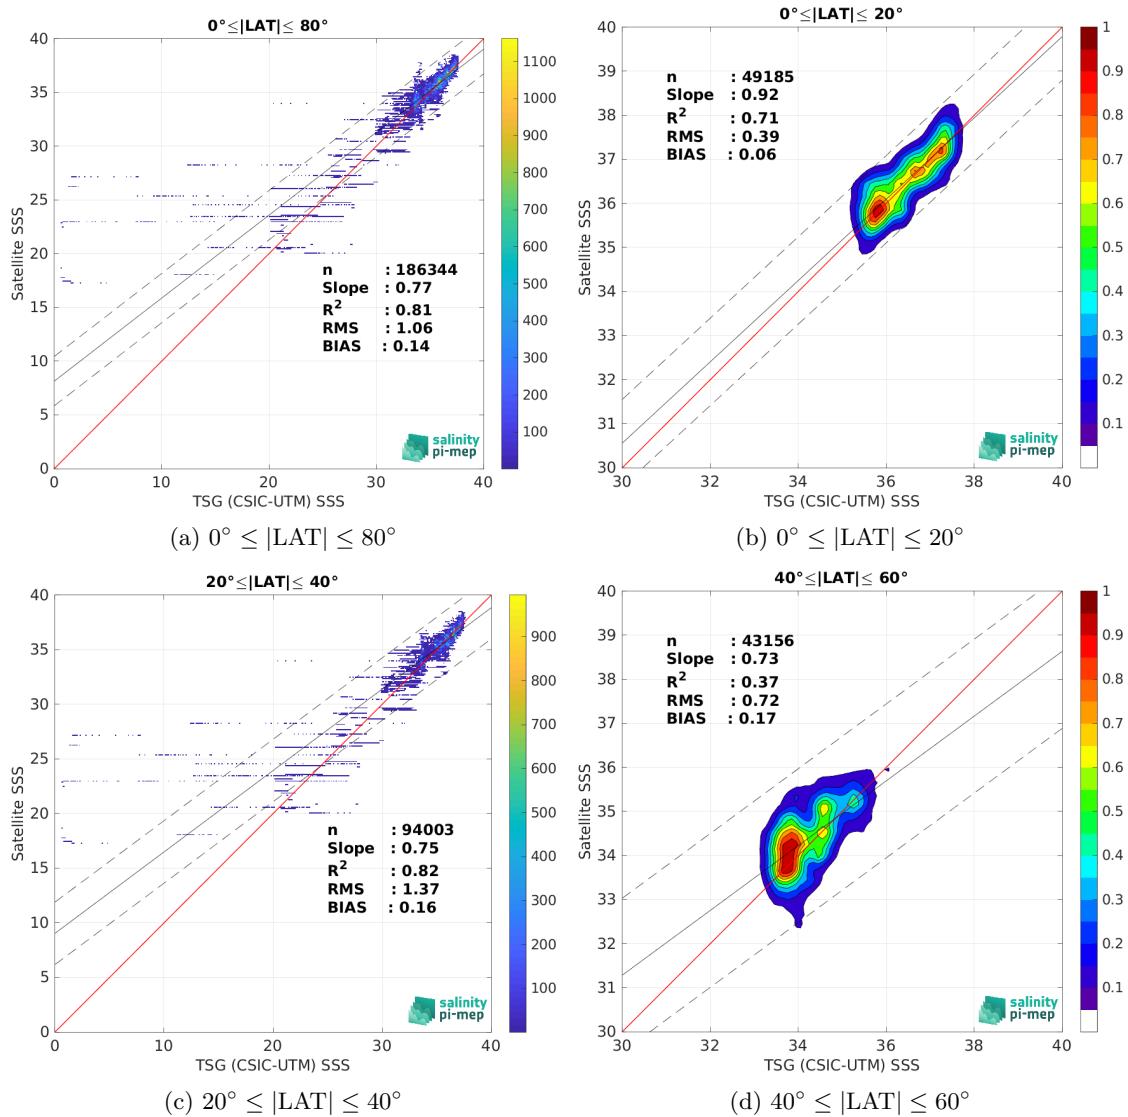 0°≤|LAT|≤ 80°
40
35
30
25
20
15
10
5
0
Satellite SSS
n : 186344
Slope : 0.77
R² : 0.81
RMS : 1.06
BIAS : 0.14
salinity
pi-mep
0 10 20 30 40
TSG (CSIC-UTM) SSS
1100
1000
900
800
700
600
500
400
300
200
100
(a) 0° ≤ |LAT| ≤ 80°
0°≤|LAT|≤ 20°
40
39
38
37
36
35
34
33
32
31
30
Satellite SSS
n : 49185
Slope : 0.92
R² : 0.71
RMS : 0.39
BIAS : 0.06
salinity
pi-mep
30 32 34 36 38 40
TSG (CSIC-UTM) SSS
1
0.9
0.8
0.7
0.6
0.5
0.4
0.3
0.2
0.1
(b) 0° ≤ |LAT| ≤ 20°
20°≤|LAT|≤ 40°
40
35
30
25
20
15
10
5
0
Satellite SSS
n : 94003
Slope : 0.75
R² : 0.82
RMS : 1.37
BIAS : 0.16
salinity
pi-mep
0 10 20 30 40
TSG (CSIC-UTM) SSS
900
800
700
600
500
400
300
200
100
(c) 20° ≤ |LAT| ≤ 40°
40°≤|LAT|≤ 60°
40
39
38
37
36
35
34
33
32
31
30
Satellite SSS
n : 43156
Slope : 0.73
R² : 0.37
RMS : 0.72
BIAS : 0.17
salinity
pi-mep
30 32 34 36 38 40
TSG (CSIC-UTM) SSS
1
0.9
0.8
0.7
0.6
0.5
0.4
0.3
0.2
0.1
(d) 40° ≤ |LAT| ≤ 60°